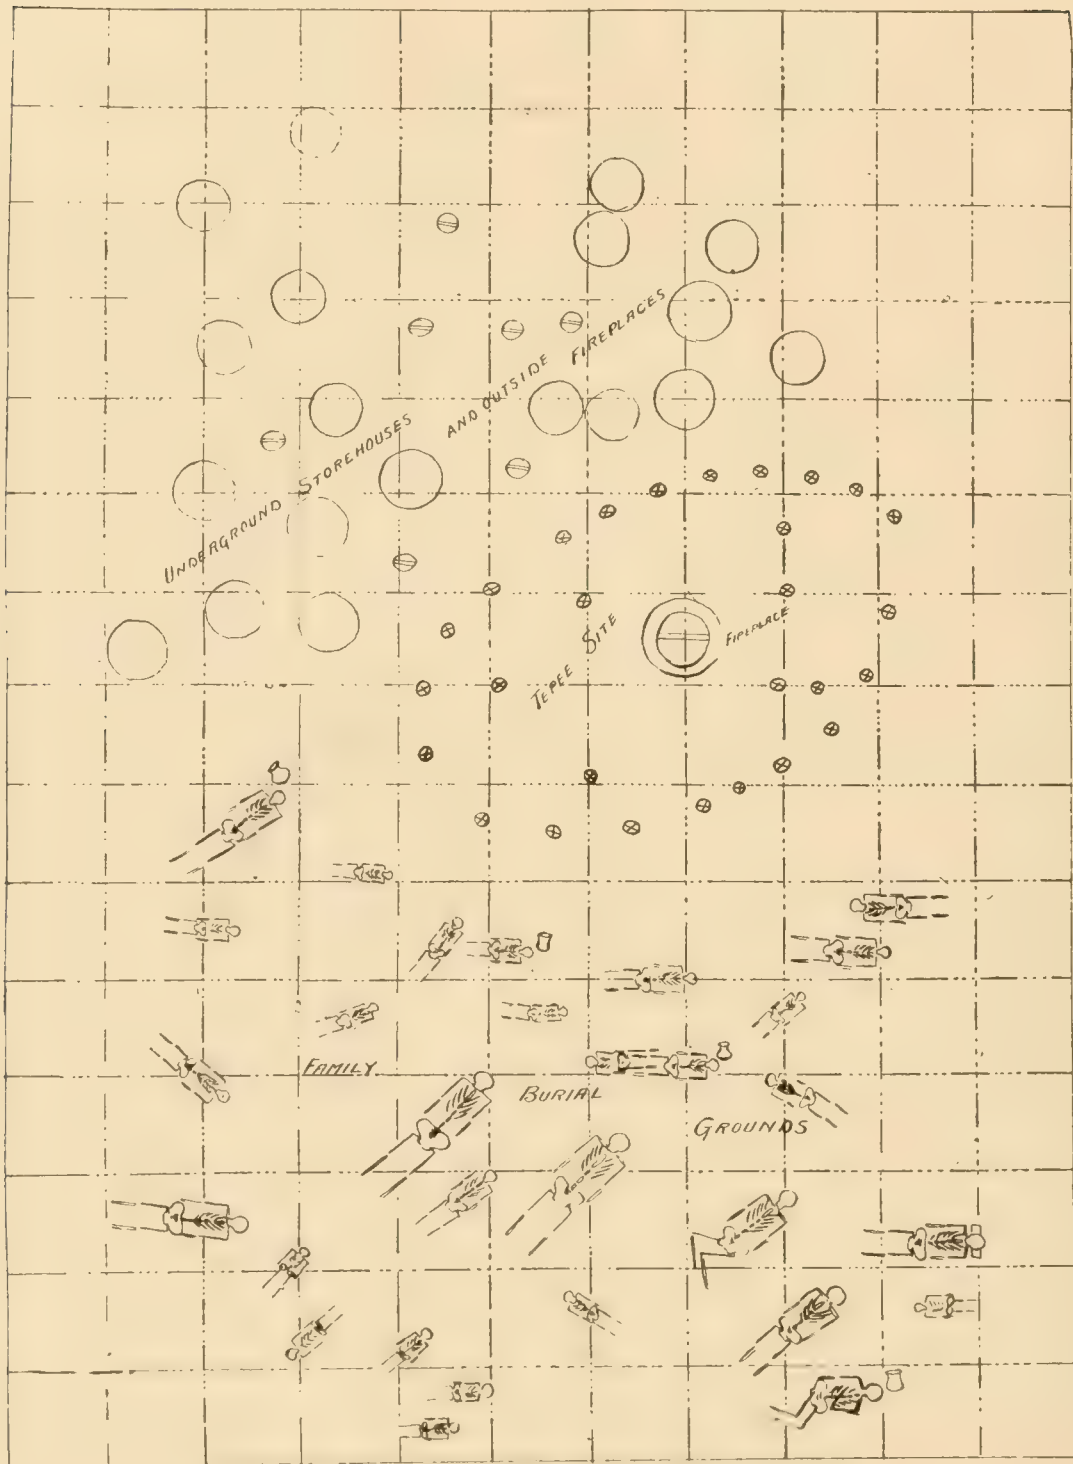 UNDERGROUND STOREHOUSES AND OUTSIDE FIREPLACES
TEPEE SITE
FIREPLACE
FAMILY BURIAL GROUNDS